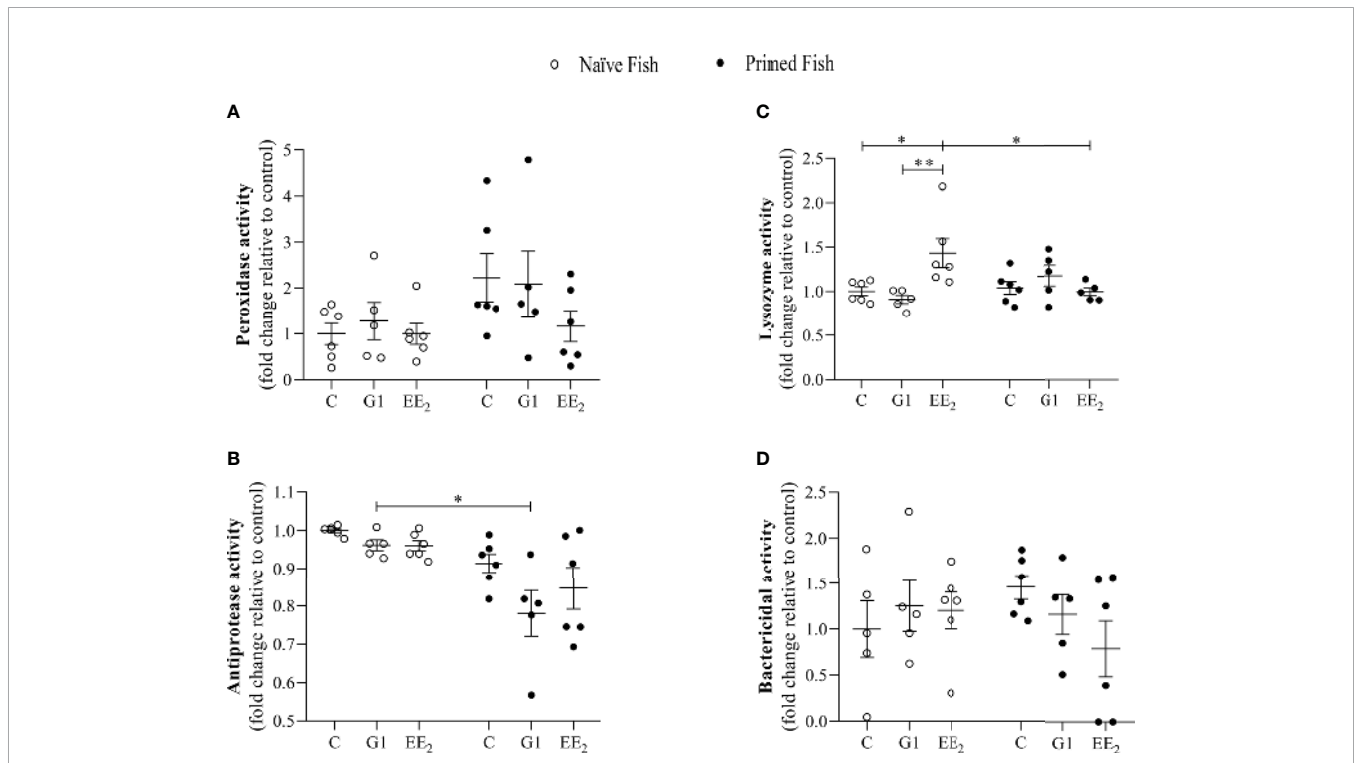 Naïve Fish
Primed Fish
A
Peroxidase activity
(fold change relative to control)
5
4
3
2
1
0
C G1 EE₂ C G1 EE₂
C
Lysozyme activity
(fold change relative to control)
* *
**
2.5
2.0
1.5
1.0
0.5
0.0
C G1 EE₂ C G1 EE₂
B
Antiprotease activity
(fold change relative to control)
*
1.1
1.0
0.9
0.8
0.7
0.6
0.5
C G1 EE₂ C G1 EE₂
D
Bactericidal activity
(fold change relative to control)
2.5
2.0
1.5
1.0
0.5
0.0
C G1 EE₂ C G1 EE₂